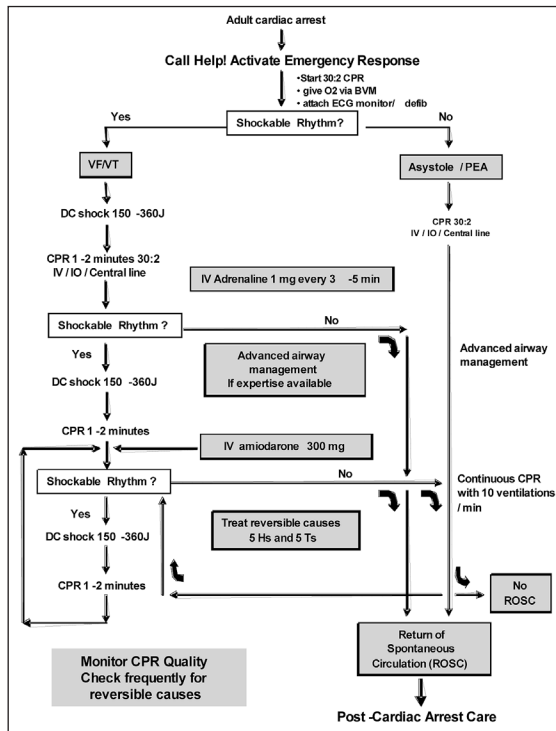 Adult cardiac arrest
Call Help! Activate Emergency Response
•Start 30:2 CPR
• give O2 via BVM
• attach ECG monitor/ defib
Yes
Shockable Rhythm?
No
VF/VT
Asystole / PEA
DC shock 150 -360J
CPR 30:2
IV / IO / Central line
CPR 1 -2 minutes 30:2
IV / IO / Central line
IV Adrenaline 1 mg every 3 -5 min
Shockable Rhythm ?
No
Yes
Advanced airway
management
If expertise available
Advanced airway
management
DC shock 150 -360J
CPR 1 -2 minutes
IV amiodarone 300 mg
Shockable Rhythm ?
No
Continuous CPR
with 10 ventilations
/ min
Yes
Treat reversible causes
5 Hs and 5 Ts
DC shock 150 -360J
CPR 1 -2 minutes
No
ROSC
Monitor CPR Quality
Check frequently for
reversible causes
Return of
Spontaneous
Circulation (ROSC)
Post -Cardiac Arrest Care